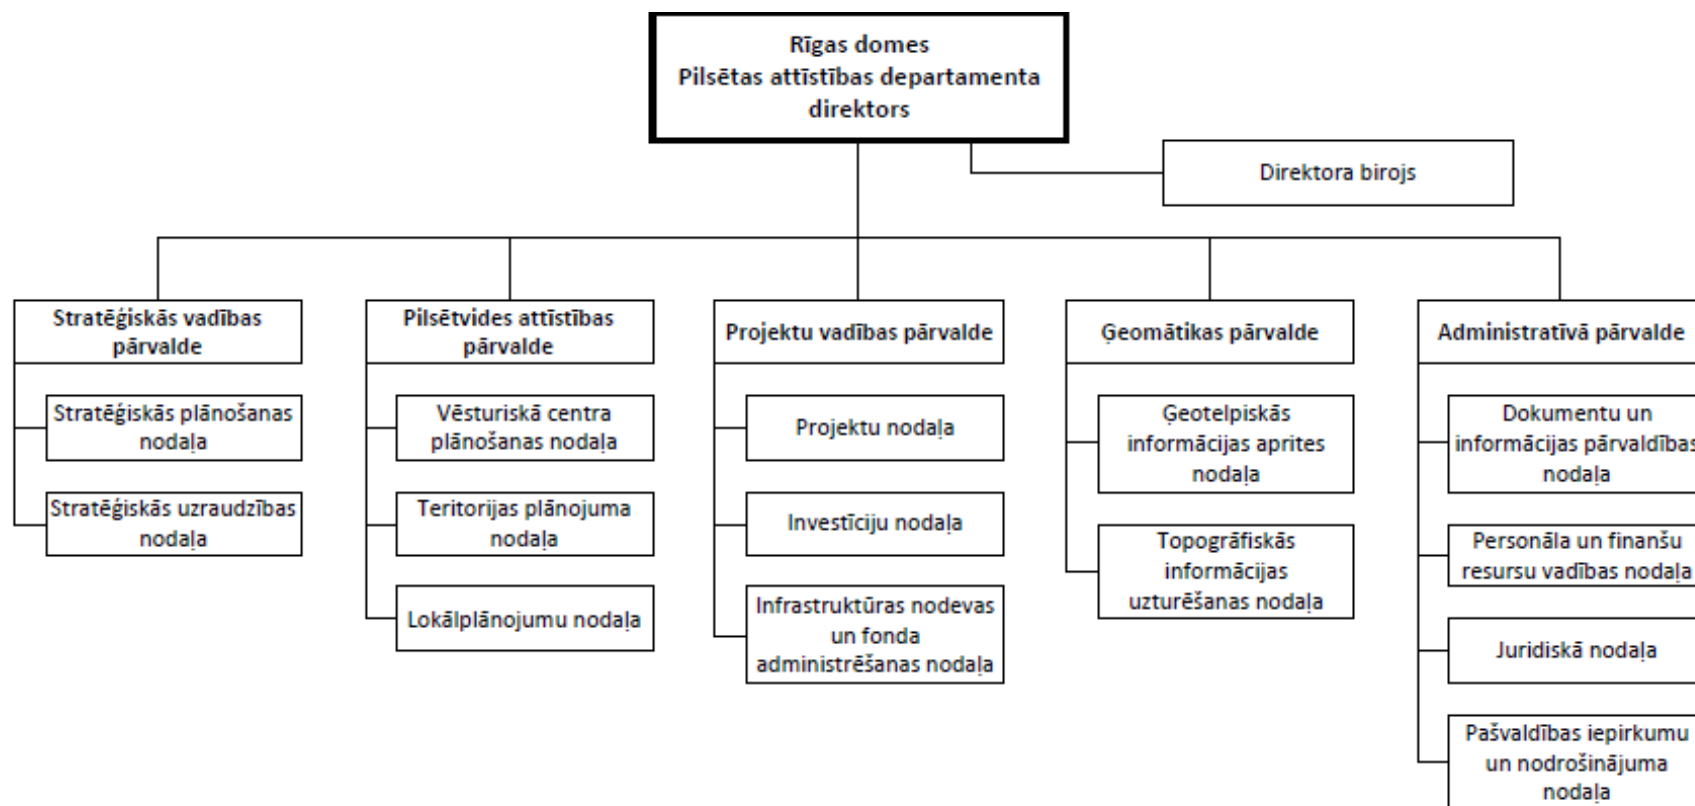 Rīgas domes
Pilsētas attīstības departamenta
direktors
Direktora birojs
Stratēģiskās vadības
pārvalde
Stratēģiskās plānošanas
nodaļa
Stratēģiskās uzraudzības
nodaļa
Pilsētvides attīstības
pārvalde
Vēsturiskā centra
plānošanas nodaļa
Teritorijas plānojuma
nodaļa
Lokālplānojumu nodaļa
Projektu vadības pārvalde
Projektu nodaļa
Investīciju nodaļa
Infrastruktūras nodevas
un fonda
administrēšanas nodaļa
Ģeomātikas pārvalde
Ģeotelpiskās
informācijas aprites
nodaļa
Topogrāfiskās
informācijas
uzturēšanas nodaļa
Administratīvā pārvalde
Dokumentu un
informācijas pārvaldības
nodaļa
Personāla un finanšu
resursu vadības nodaļa
Juridiskā nodaļa
Pašvaldības iepirkumu
un nodrošinājuma
nodaļa